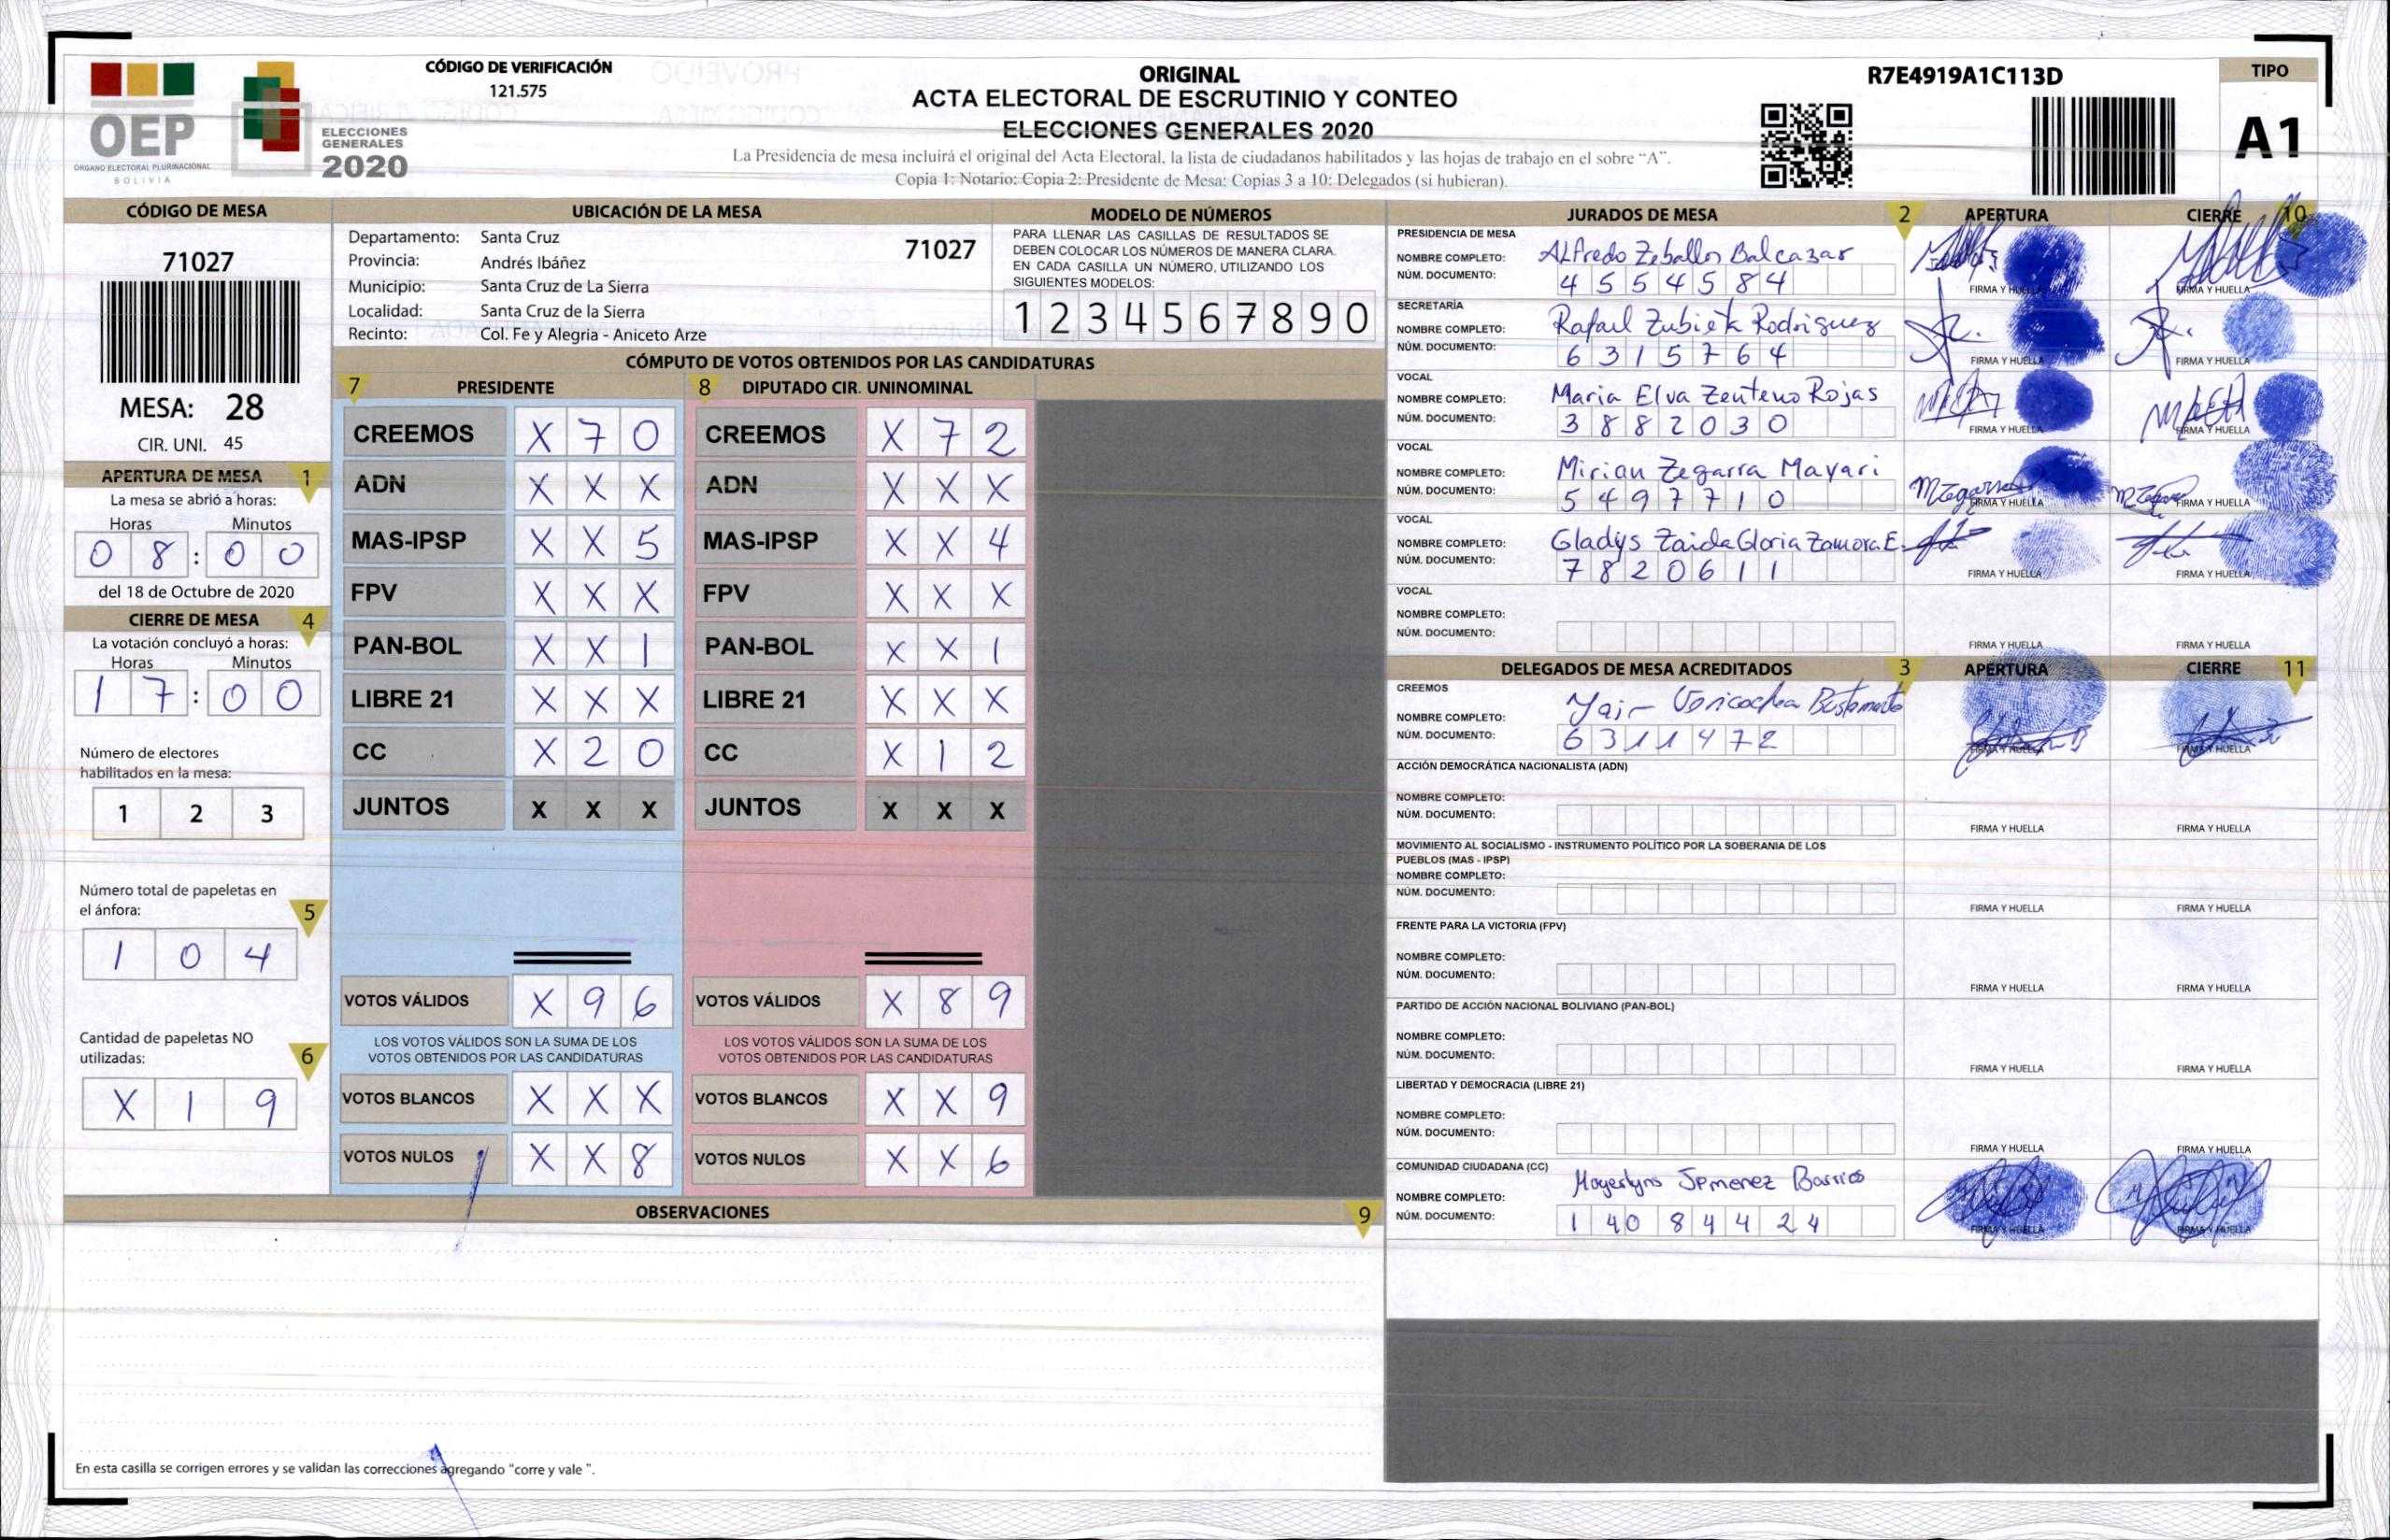 CÓDIGO DE VERIFICACIÓN
121.575
OEP
ÓRGANO ELECTORAL PLURINACIONAL
BOLIVIA
ELECCIONES
GENERALES
2020
ORIGINAL
ACTA ELECTORAL DE ESCRUTINIO Y CONTEO
ELECCIONES GENERALES 2020
La Presidencia de mesa incluirá el original del Acta Electoral, la lista de ciudadanos habilitados y las hojas de trabajo en el sobre "A".
Copia 1: Notario; Copia 2: Presidente de Mesa; Copias 3 a 10: Delegados (si hubieran).
R7E4919A1C113D
TIPO
A1
CÓDIGO DE MESA
71027
MESA: 28
CIR. UNI. 45
APERTURA DE MESA 1
La mesa se abrió a horas:
Horas Minutos
0 8 : 0 0
del 18 de Octubre de 2020
CIERRE DE MESA 4
La votación concluyó a horas:
Horas Minutos
1 7 : 0 0
Número de electores
habilitados en la mesa:
1 2 3
Número total de papeletas en
el ánfora: 5
1 0 4
Cantidad de papeletas NO
utilizadas: 6
X 1 9
UBICACIÓN DE LA MESA
Departamento: Santa Cruz 71027
Provincia: Andrés Ibáñez
Municipio: Santa Cruz de La Sierra
Localidad: Santa Cruz de la Sierra
Recinto: Col. Fe y Alegria - Aniceto Arze
MODELO DE NÚMEROS
PARA LLENAR LAS CASILLAS DE RESULTADOS SE
DEBEN COLOCAR LOS NÚMEROS DE MANERA CLARA.
EN CADA CASILLA UN NÚMERO, UTILIZANDO LOS
SIGUIENTES MODELOS:
1 2 3 4 5 6 7 8 9 0
CÓMPUTO DE VOTOS OBTENIDOS POR LAS CANDIDATURAS
7 PRESIDENTE 8 DIPUTADO CIR. UNINOMINAL
CREEMOS X 7 0 CREEMOS X 7 2
ADN X X X ADN X X X
MAS-IPSP X X 5 MAS-IPSP X X 4
FPV X X X FPV X X X
PAN-BOL X X 1 PAN-BOL X X 1
LIBRE 21 X X X LIBRE 21 X X X
CC X 2 0 CC X 1 2
JUNTOS X X X JUNTOS X X X
VOTOS VÁLIDOS X 9 6 VOTOS VÁLIDOS X 8 9
LOS VOTOS VÁLIDOS SON LA SUMA DE LOS LOS VOTOS VÁLIDOS SON LA SUMA DE LOS
VOTOS OBTENIDOS POR LAS CANDIDATURAS VOTOS OBTENIDOS POR LAS CANDIDATURAS
VOTOS BLANCOS X X X VOTOS BLANCOS X X 9
VOTOS NULOS X X 8 VOTOS NULOS X X 6
OBSERVACIONES 9
En esta casilla se corrigen errores y se validan las correcciones agregando "corre y vale ".
JURADOS DE MESA 2 APERTURA CIERRE 10
PRESIDENCIA DE MESA
NOMBRE COMPLETO: Alfredo Zeballos Balcazar
NÚM. DOCUMENTO: 4 5 5 4 5 8 4
FIRMA Y HUELLA FIRMA Y HUELLA
SECRETARÍA
NOMBRE COMPLETO: Rafael Zubieta Rodriguez
NÚM. DOCUMENTO: 6 3 1 5 7 6 4
FIRMA Y HUELLA FIRMA Y HUELLA
VOCAL
NOMBRE COMPLETO: Maria Elva Zenteno Rojas
NÚM. DOCUMENTO: 3 8 8 2 0 3 0
FIRMA Y HUELLA FIRMA Y HUELLA
VOCAL
NOMBRE COMPLETO: Mirian Zegarra Mayari
NÚM. DOCUMENTO: 5 4 9 7 7 1 0
FIRMA Y HUELLA FIRMA Y HUELLA
VOCAL
NOMBRE COMPLETO: Gladys Zaida Gloria Zamora E.
NÚM. DOCUMENTO: 7 8 2 0 6 1 1
FIRMA Y HUELLA FIRMA Y HUELLA
VOCAL
NOMBRE COMPLETO:
NÚM. DOCUMENTO:
FIRMA Y HUELLA FIRMA Y HUELLA
DELEGADOS DE MESA ACREDITADOS 3 APERTURA CIERRE 11
CREEMOS
NOMBRE COMPLETO: Yair
NÚM. DOCUMENTO: 6 3 1 1 4 7 2
FIRMA Y HUELLA FIRMA Y HUELLA
ACCIÓN DEMOCRÁTICA NACIONALISTA (ADN)
NOMBRE COMPLETO:
NÚM. DOCUMENTO:
FIRMA Y HUELLA FIRMA Y HUELLA
MOVIMIENTO AL SOCIALISMO - INSTRUMENTO POLÍTICO POR LA SOBERANIA DE LOS
PUEBLOS (MAS - IPSP)
NOMBRE COMPLETO:
NÚM. DOCUMENTO:
FIRMA Y HUELLA FIRMA Y HUELLA
FRENTE PARA LA VICTORIA (FPV)
NOMBRE COMPLETO:
NÚM. DOCUMENTO:
FIRMA Y HUELLA FIRMA Y HUELLA
PARTIDO DE ACCIÓN NACIONAL BOLIVIANO (PAN-BOL)
NOMBRE COMPLETO:
NÚM. DOCUMENTO:
FIRMA Y HUELLA FIRMA Y HUELLA
LIBERTAD Y DEMOCRACIA (LIBRE 21)
NOMBRE COMPLETO:
NÚM. DOCUMENTO:
FIRMA Y HUELLA FIRMA Y HUELLA
COMUNIDAD CIUDADANA (CC)
NOMBRE COMPLETO: Barrios
NÚM. DOCUMENTO: 1 40 8 4 4 2 4
FIRMA Y HUELLA FIRMA Y HUELLA